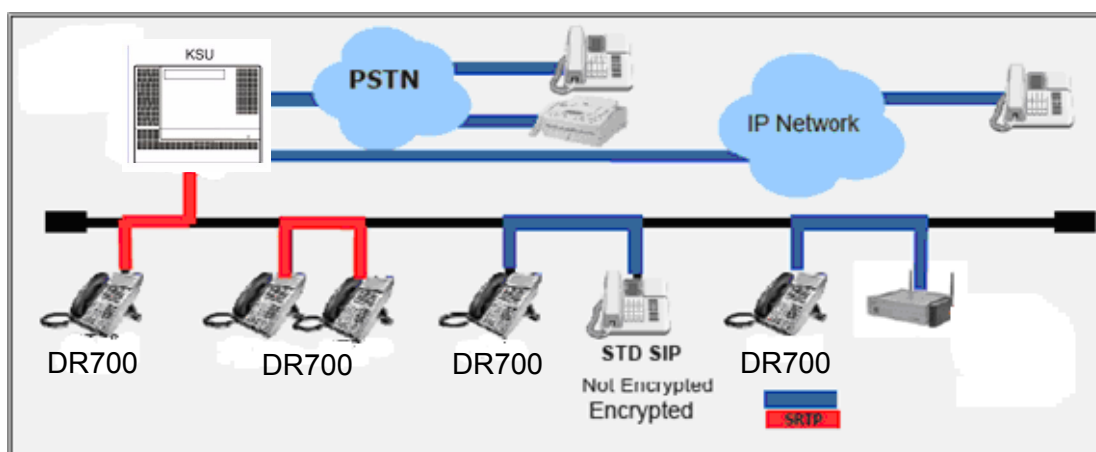 KSU
PSTN
IP Network
DR700
DR700
DR700
STD SIP
DR700
Not Encrypted
Encrypted
SRTP